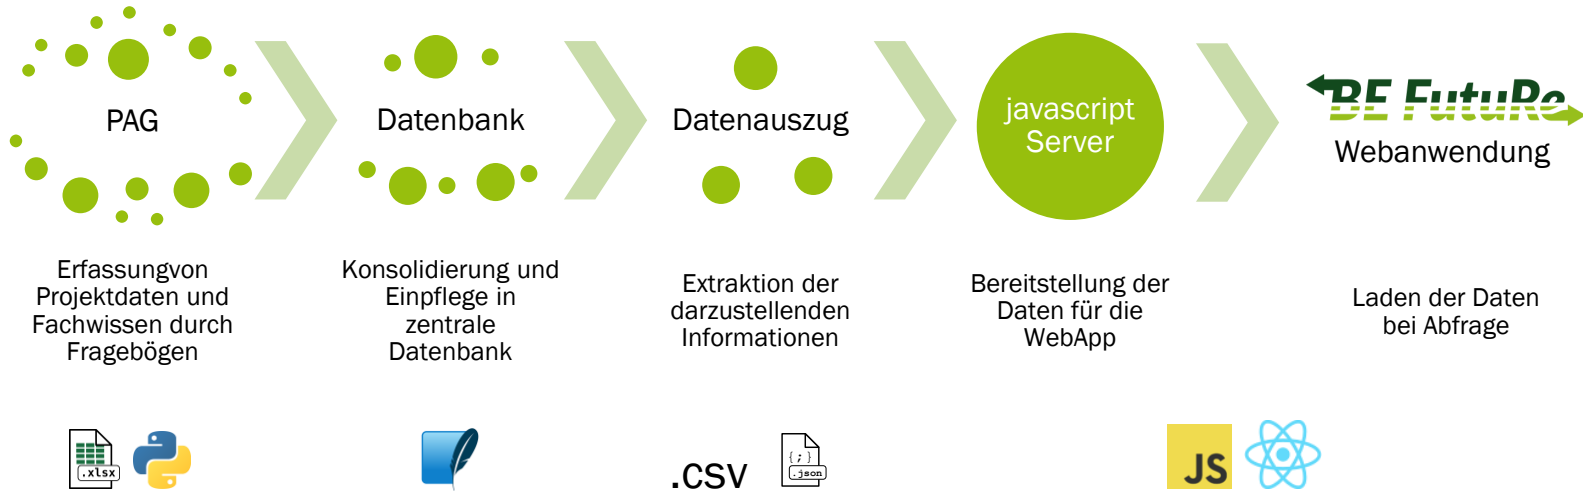 PAG
Datenbank
Datenauszug
javascript
Server
BE FutuRe
Webanwendung
Erfassungvon
Projektdaten und
Fachwissen durch
Fragebögen
Konsolidierung und
Einpflege in
zentrale
Datenbank
Extraktion der
darzustellenden
Informationen
Bereitstellung der
Daten für die
WebApp
Laden der Daten
bei Abfrage
.xlsx
.csv
{;}
.json
JS